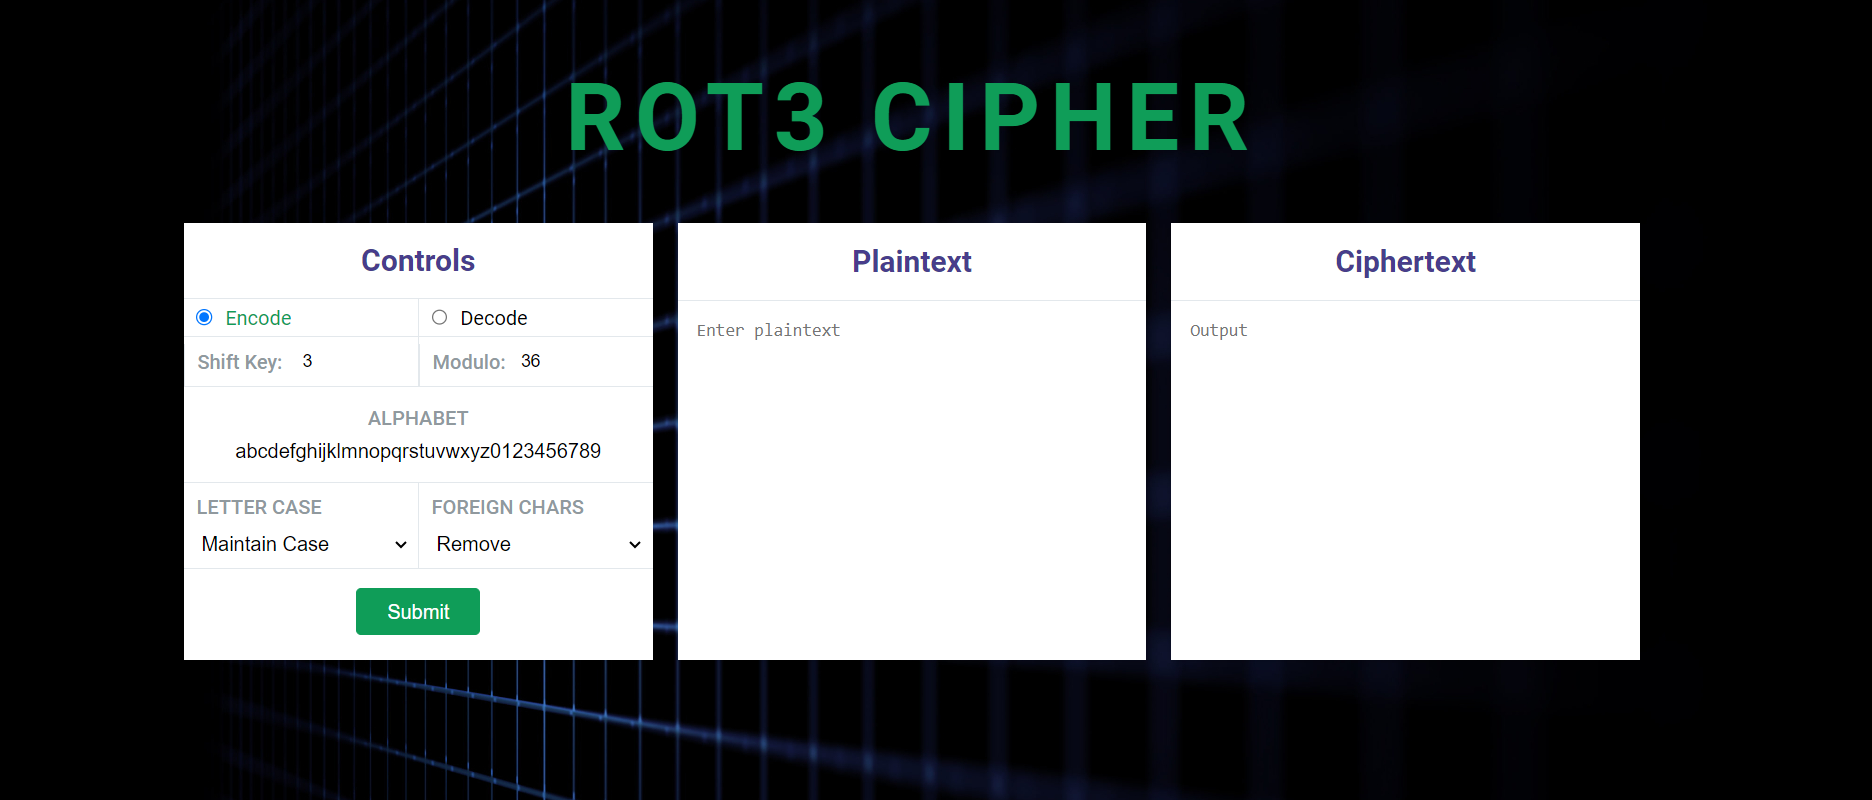 ROT3 CIPHER
Controls
Encode
Decode
Shift Key: 3
Modulo: 36
ALPHABET
abcdefghijklmnopqrstuvwxyz0123456789
LETTER CASE
Maintain Case
FOREIGN CHARS
Remove
Submit
Plaintext
Enter plaintext
Ciphertext
Output